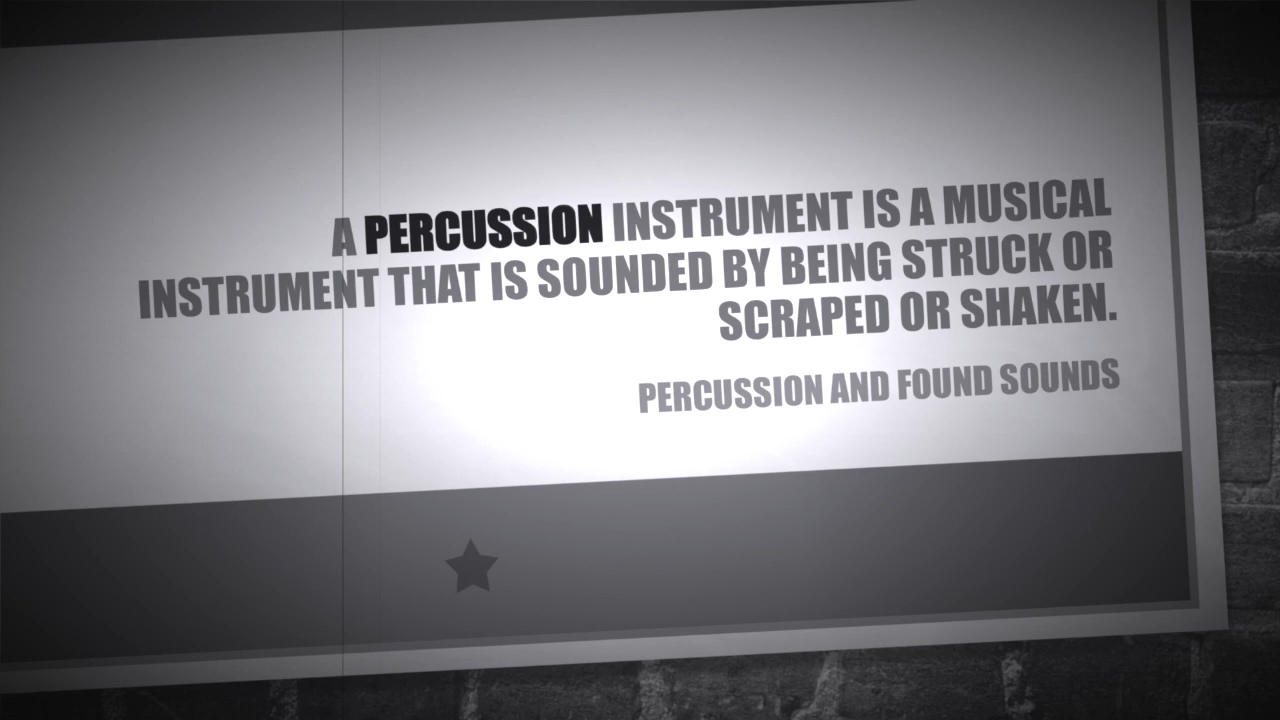 A PERCUSSION INSTRUMENT IS A MUSICAL
INSTRUMENT THAT IS SOUNDED BY BEING STRUCK OR
SCRAPED OR SHAKEN.
PERCUSSION AND FOUND SOUNDS